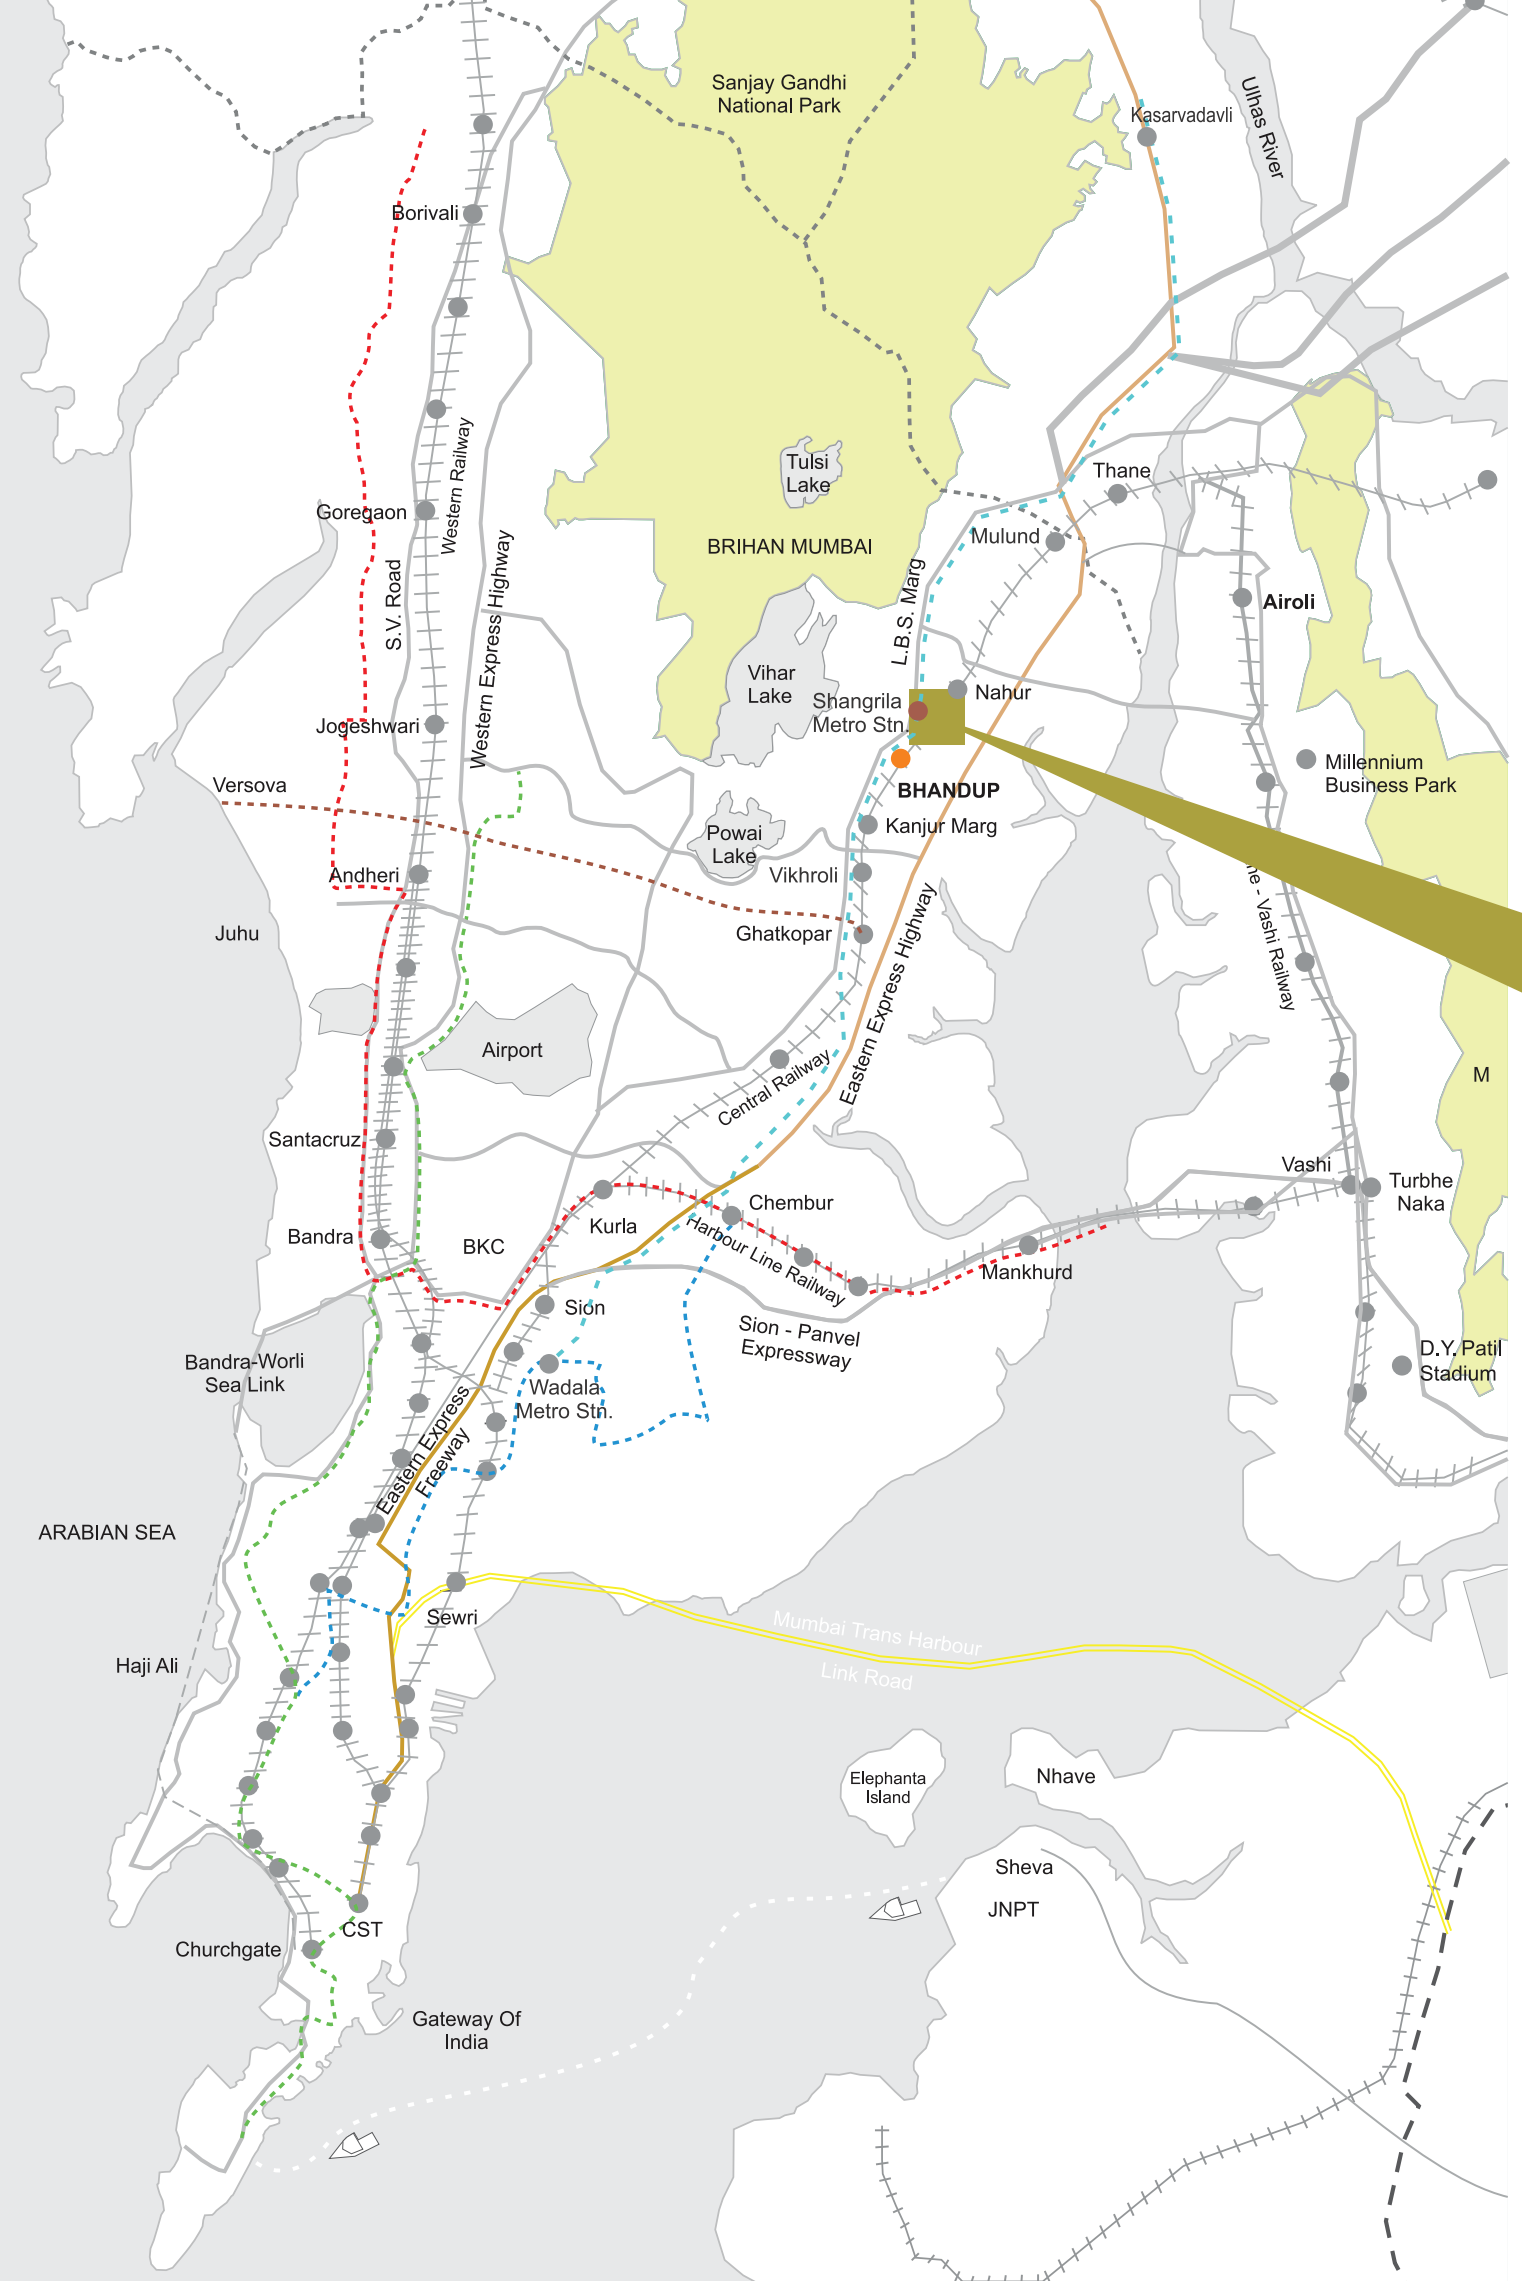 Sanjay Gandhi
National Park
Kasarvadavli
Ulhas River
Borivali
Western Railway
Tulsi
Lake
Thane
Goregaon
Mulund
BRIHAN MUMBAI
S.V. Road
Western Express Highway
L.B.S. Marg
Airoli
Vihar
Lake
Shangrila
Metro Stn.
Nahur
Jogeshwari
Millennium
Business Park
Versova
BHANDUP
Kanjur Marg
Powai
Lake
Andheri
Vikhroli
ne - Vashi Railway
Juhu
Ghatkopar
Eastern Express Highway
Airport
Central Railway
M
Santacruz
Vashi
Turbhe
Naka
Chembur
Kurla
Bandra
BKC
Harbour Line Railway
Mankhurd
Sion
Sion - Panvel
Expressway
Bandra-Worli
Sea Link
D.Y. Patil
Stadium
Wadala
Metro Stn.
Eastern Express
Freeway
ARABIAN SEA
Sewri
Mumbai Trans Harbour
Link Road
Haji Ali
Elephanta
Island
Nhave
Sheva
JNPT
CST
Churchgate
Gateway Of
India